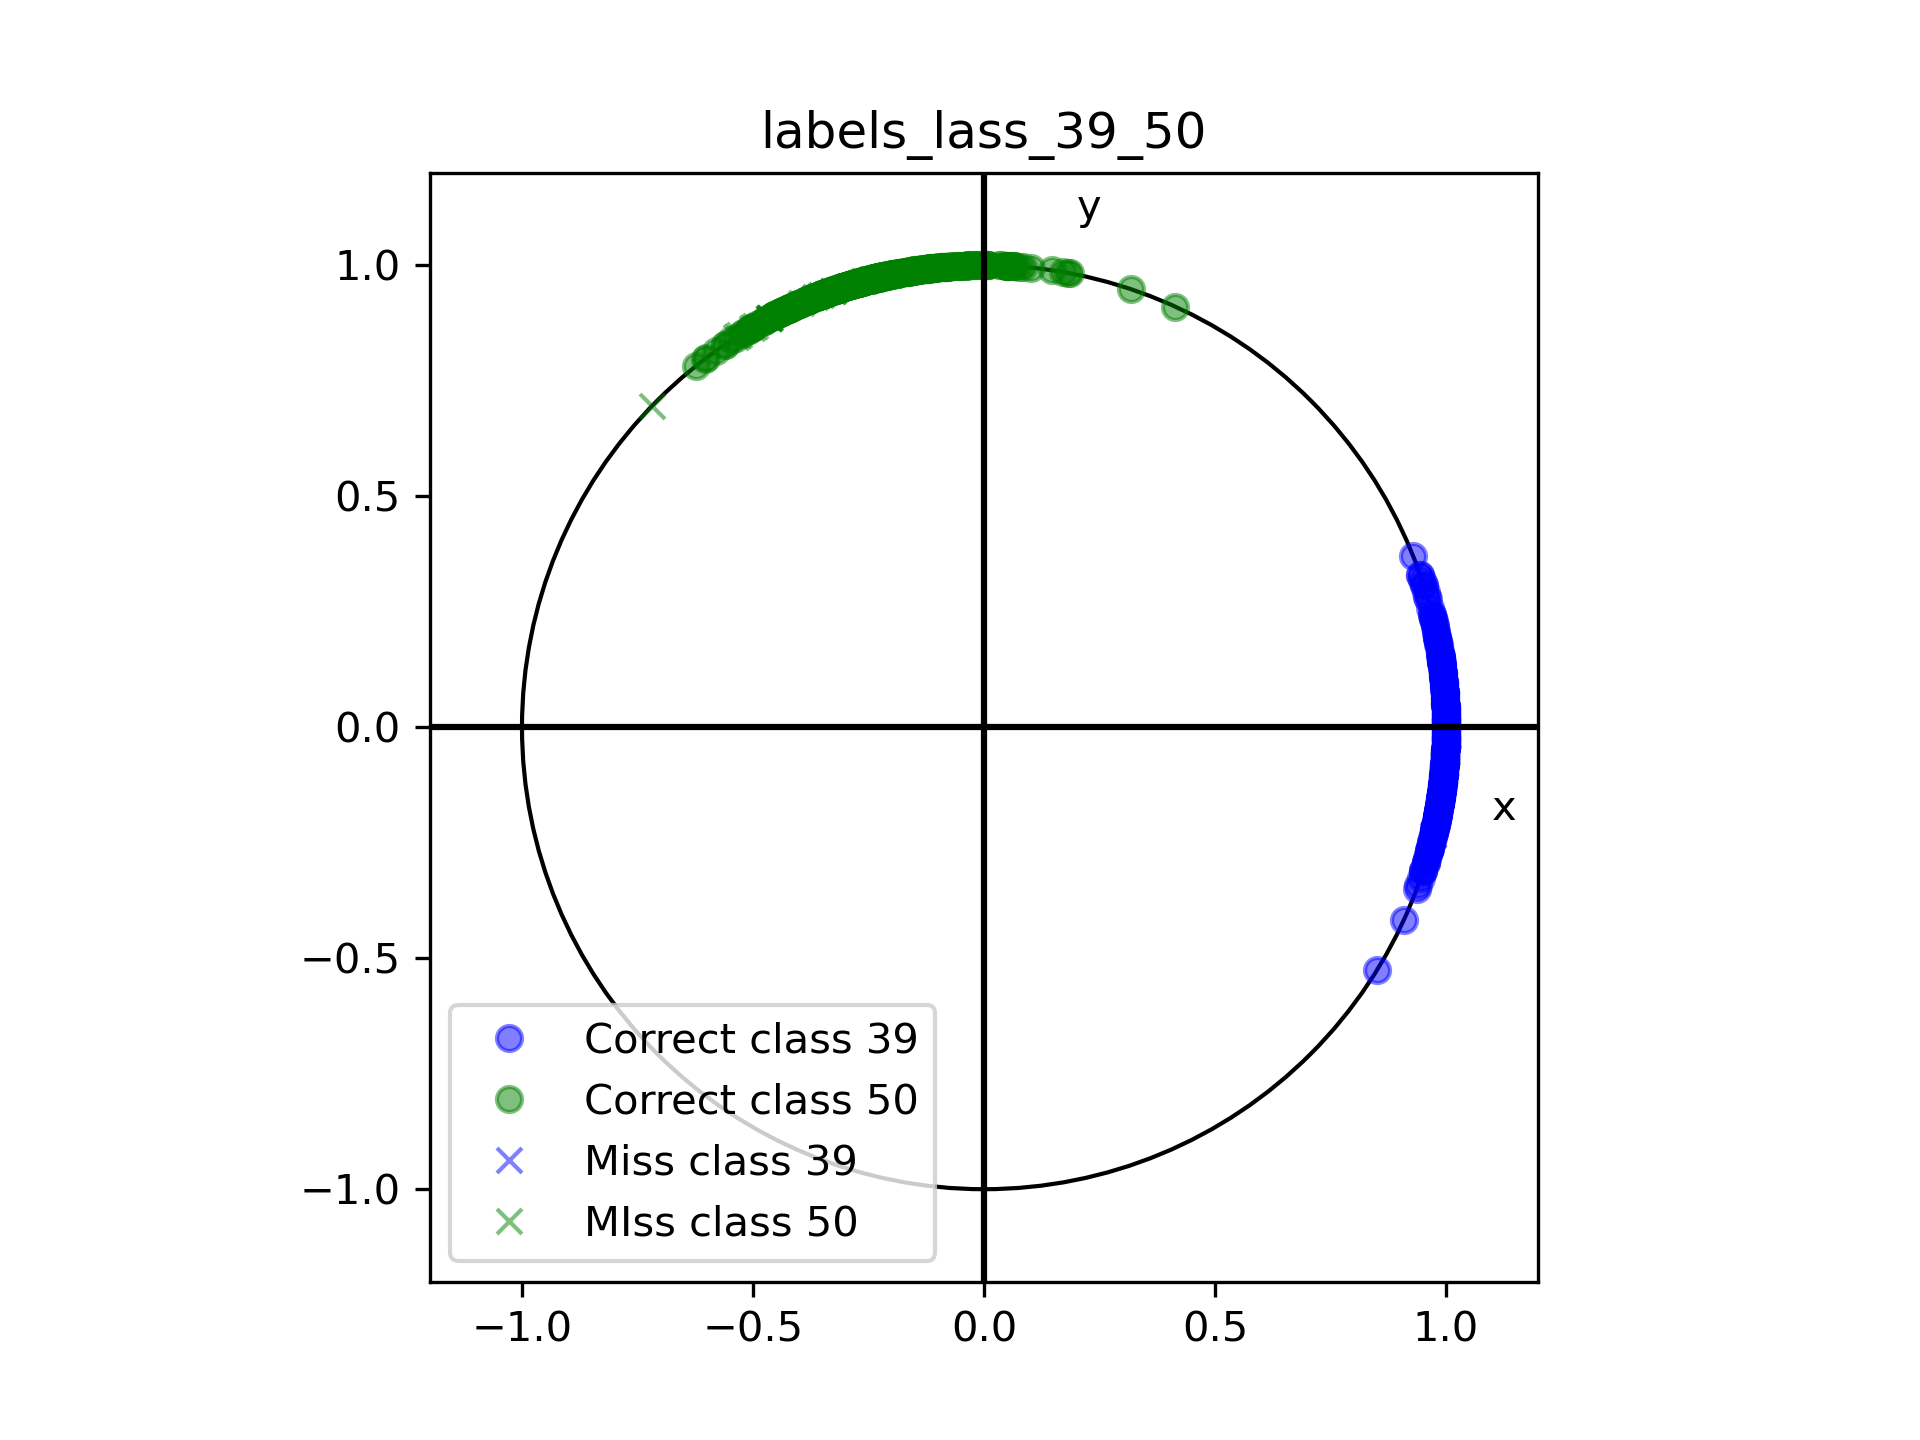 labels_lass_39_50
y
1.0
0.5
0.0
−0.5
−1.0
x
Correct class 39
Correct class 50
Miss class 39
MIss class 50
−1.0 −0.5 0.0 0.5 1.0